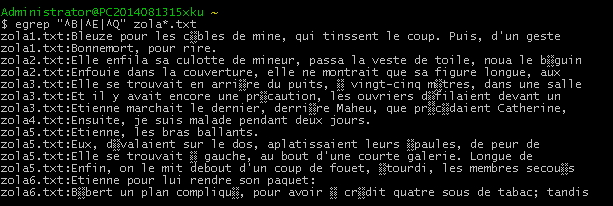 Administrator@PC2014081315xku ~
$ egrep "^B|^E|^Q" zola*.txt
zola1.txt:Bleuze pour les c▒bles de mine, qui tinssent le coup. Puis, d'un geste
zola1.txt:Bonnemort, pour rire.
zola2.txt:Elle enfila sa culotte de mineur, passa la veste de toile, noua le b▒guin
zola2.txt:Enfouie dans la couverture, elle ne montrait que sa figure longue, aux
zola3.txt:Elle se trouvait en arri▒re du puits, ▒ vingt-cinq m▒tres, dans une salle
zola3.txt:Et il y avait encore une pr▒caution, les ouvriers d▒filaient devant un
zola3.txt:Etienne marchait le dernier, derri▒re Maheu, que pr▒c▒daient Catherine,
zola4.txt:Ensuite, je suis malade pendant deux jours.
zola5.txt:Etienne, les bras ballants.
zola5.txt:Eux, d▒valaient sur le dos, aplatissaient leurs ▒paules, de peur de
zola5.txt:Elle se trouvait ▒ gauche, au bout d'une courte galerie. Longue de
zola5.txt:Enfin, on le mit debout d'un coup de fouet, ▒tourdi, les membres secou▒s
zola6.txt:Etienne pour lui rendre son paquet:
zola6.txt:B▒bert un plan compliqu▒, pour avoir ▒ cr▒dit quatre sous de tabac; tandis